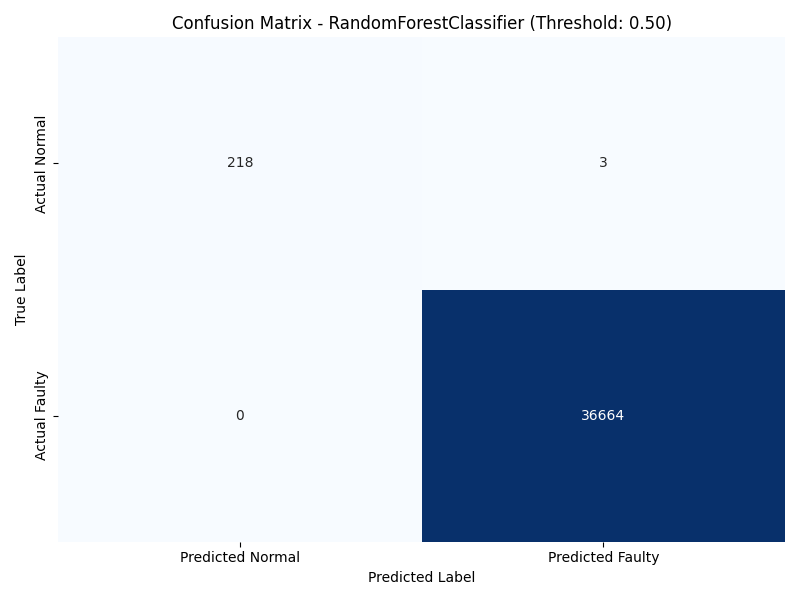 Confusion Matrix - RandomForestClassifier (Threshold: 0.50)
True Label
Actual Normal
218
3
Actual Faulty
0
36664
Predicted Normal
Predicted Faulty
Predicted Label